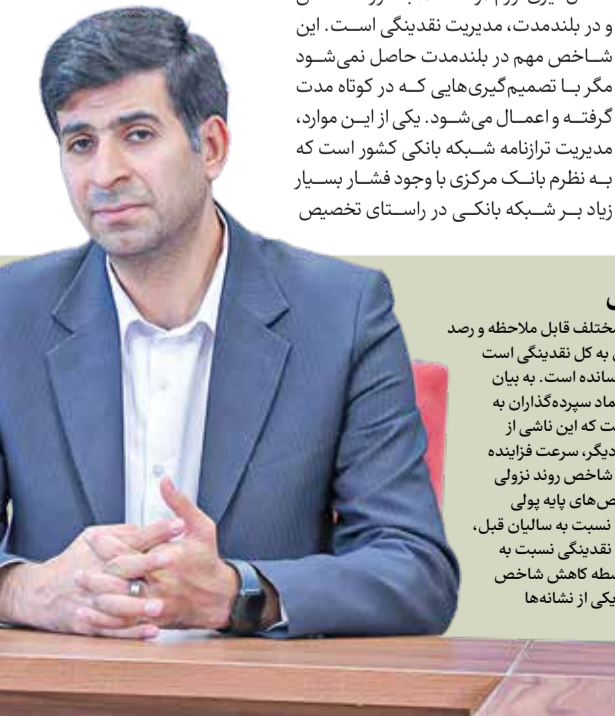 و در بلندمدت، مدیریت نقدینگی است. این
شاخص مهم در بلندمدت حاصل نمی‌شود
مگر با تصمیم‌گیری‌هایی که در کوتاه مدت
گرفته و اعمال می‌شود. یکی از این موارد،
مدیریت ترازنامه شبکه بانکی کشور است که
به نظرم بانک مرکزی با وجود فشار بسیار
زیاد بر شبکه بانکی در راستای تخصیص
مختلف قابل ملاحظه و رصد
به کل نقدینگی است
سانده است. به بیان
ماد سپرده‌گذاران به
ت که این ناشی از
دیگر، سرعت فزاینده
شاخص روند نزولی
ص‌های پایه پولی
نسبت به سالیان قبل،
نقدینگی نسبت به
سطه کاهش شاخص
یکی از نشانه‌ها